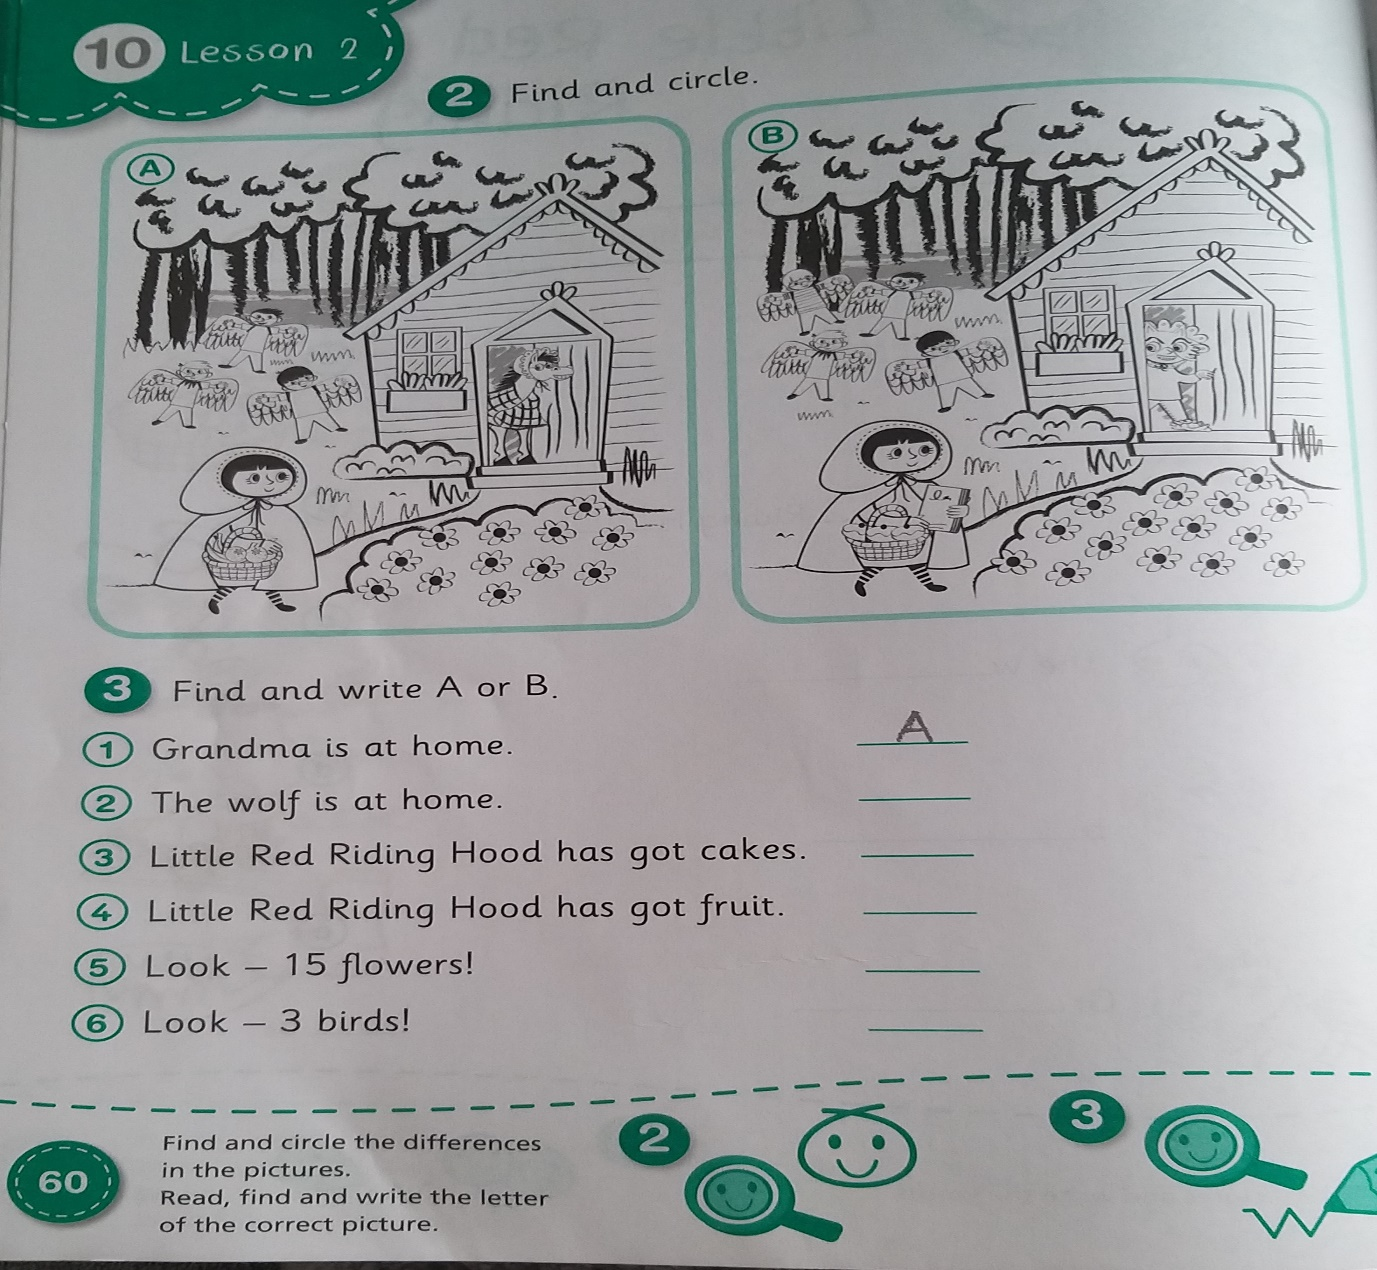 10 Lesson 2
2 Find and circle.
A
B
3 Find and write A or B.
1 Grandma is at home. A
2 The wolf is at home.
3 Little Red Riding Hood has got cakes.
4 Little Red Riding Hood has got fruit.
5 Look – 15 flowers!
6 Look – 3 birds!
60
Find and circle the differences
in the pictures.
Read, find and write the letter
of the correct picture.
2
3